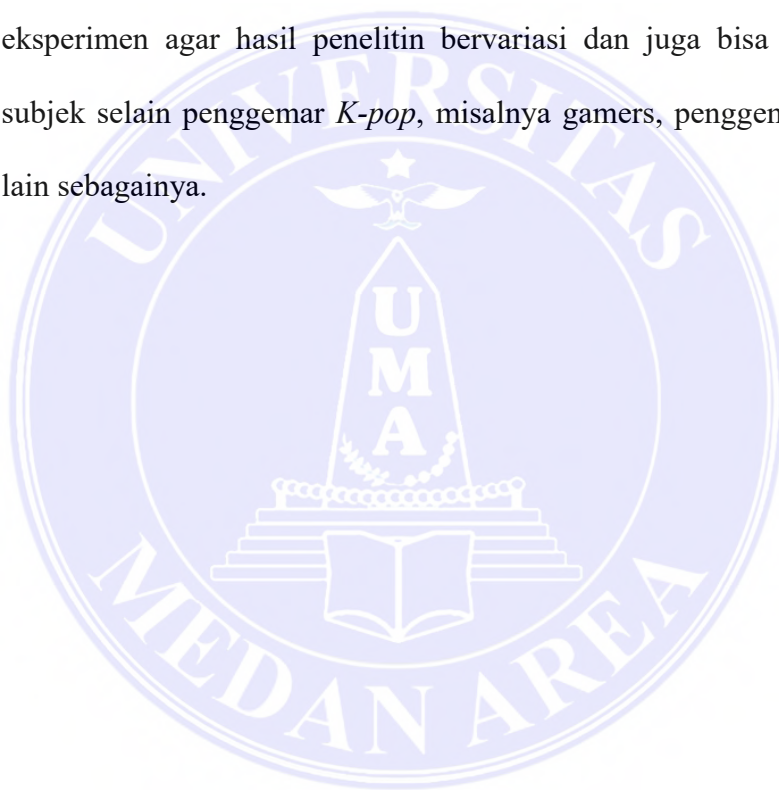 eksperimen agar hasil penelitin bervariasi dan juga bisa
subjek selain penggemar K-pop, misalnya gamers,
lain sebagainya.
UNIVERSITAS
UMA
MEDAN AREA